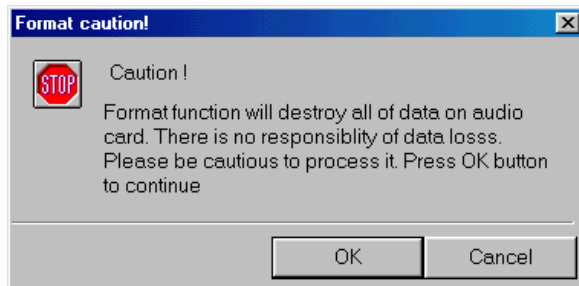 Format caution!
STOP
Caution !
Format function will destroy all of data on audio
card. There is no responsiblity of data losss.
Please be cautious to process it. Press OK button
to continue
OK
Cancel